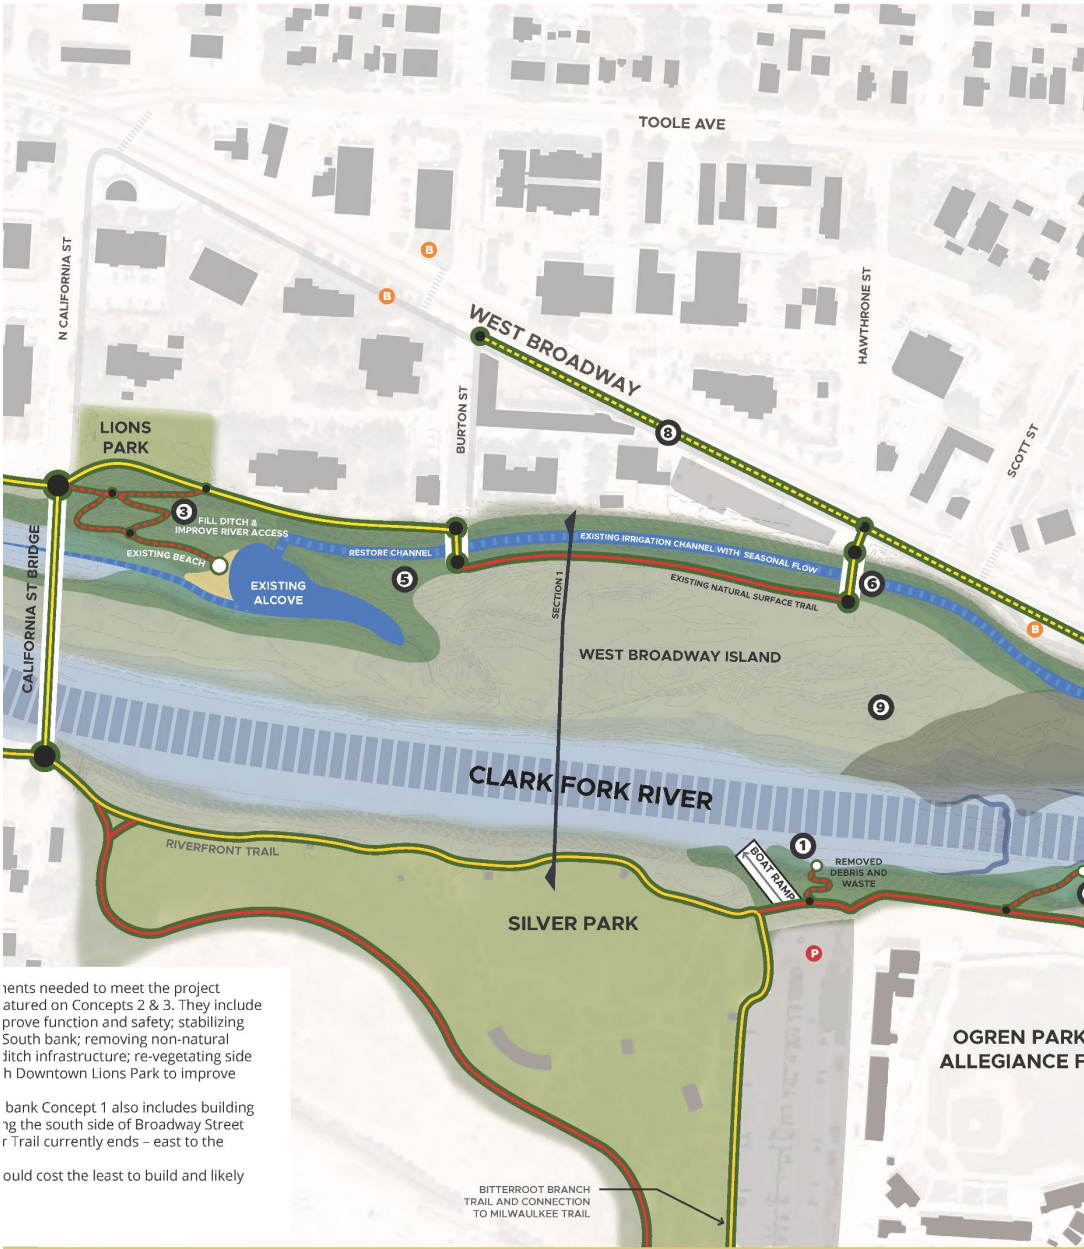 TOOLE AVE
N CALIFORNIA ST
B
B
HAWTHRONE ST
WEST BROADWAY
BURTON ST
8
SCOTT ST
LIONS
PARK
3
FILL DITCH &
IMPROVE RIVER ACCESS
EXISTING BEACH
RESTORE CHANNEL
EXISTING IRRIGATION CHANNEL WITH SEASONAL FLOW
EXISTING NATURAL SURFACE TRAIL
5
6
EXISTING
ALCOVE
SECTION 1
B
CALIFORNIA ST BRIDGE
WEST BROADWAY ISLAND
9
CLARK FORK RIVER
RIVERFRONT TRAIL
1
BOAT RAMP
REMOVED
DEBRIS AND
WASTE
SILVER PARK
P
OGREN PARK
ALLEGIANCE F
ments needed to meet the project
atured on Concepts 2 & 3. They include
prove function and safety; stabilizing
South bank; removing non-natural
ditch infrastructure; re-vegetating side
h Downtown Lions Park to improve
bank Concept 1 also includes building
ng the south side of Broadway Street
r Trail currently ends – east to the
ould cost the least to build and likely
BITTERROOT BRANCH
TRAIL AND CONNECTION
TO MILWAUKEE TRAIL